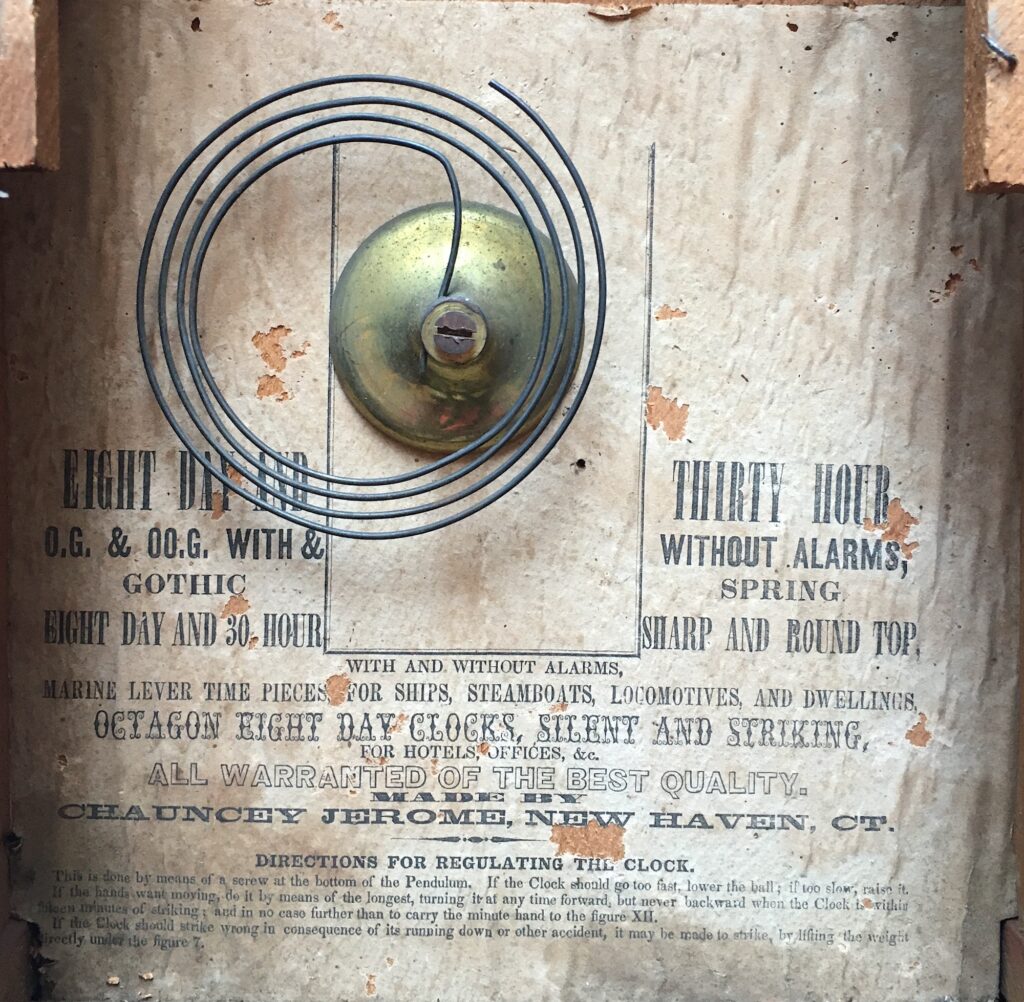 EIGHT DAY AND THIRTY HOUR
O.G. & OO.G. WITH & WITHOUT ALARMS,
GOTHIC SPRING
EIGHT DAY AND 30 HOUR SHARP AND ROUND TOP,
WITH AND WITHOUT ALARMS,
MARINE LEVER TIME PIECES FOR SHIPS, STEAMBOATS, LOCOMOTIVES, AND DWELLINGS,
OCTAGON EIGHT DAY CLOCKS, SILENT AND STRIKING,
FOR HOTELS, OFFICES, &c.
ALL WARRANTED OF THE BEST QUALITY.
MADE BY
CHAUNCEY JEROME, NEW HAVEN, CT.
DIRECTIONS FOR REGULATING THE CLOCK.
This is done by means of a screw at the bottom of the Pendulum. If the Clock should go too fast, lower the ball; if too slow, raise it.
If the hands want moving, do it by means of the longest, turning it at any time forward, but never backward when the Clock is within
fifteen minutes of striking; and in no case further than to carry the minute hand to the figure XII.
If the Clock should strike wrong in consequence of its running down or other accident, it may be made to strike, by lifting the weight
directly under the figure 7.